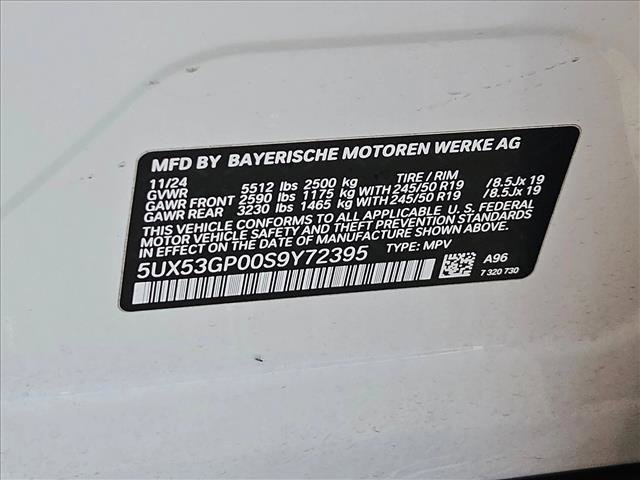 MFD BY BAYERISCHE MOTOREN WERKE AG
11/24 TIRE / RIM
GVWR 5512 lbs 2500 kg
GAWR FRONT 2590 lbs 1175 kg WITH 245/50 R19 /8.5Jx 19
GAWR REAR 3230 lbs 1465 kg WITH 245/50 R19 /8.5Jx 19
THIS VEHICLE CONFORMS TO ALL APPLICABLE U. S. FEDERAL
MOTOR VEHICLE SAFETY AND THEFT PREVENTION STANDARDS
IN EFFECT ON THE DATE OF MANUFACTURE SHOWN ABOVE.
5UX53GP00S9Y72395 TYPE: MPV
A96
7 320 730